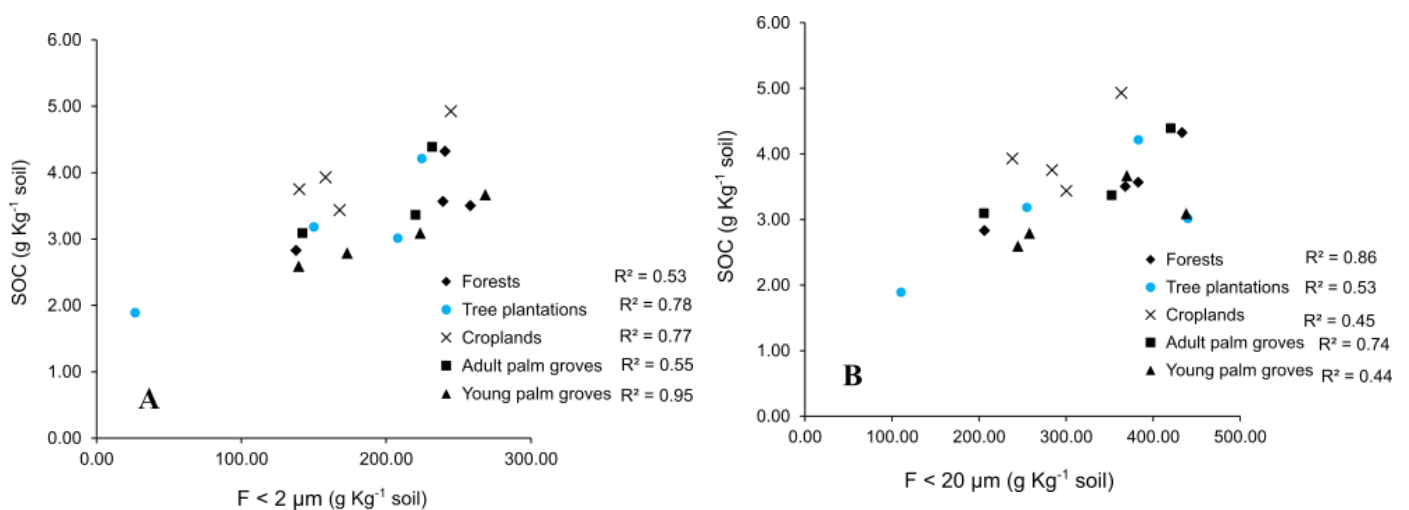 6.00
5.00
4.00
3.00
2.00
1.00
0.00
SOC (g Kg⁻¹ soil)
Forests R² = 0.53
Tree plantations R² = 0.78
Croplands R² = 0.77
Adult palm groves R² = 0.55
Young palm groves R² = 0.95
A
0.00 100.00 200.00 300.00
F < 2 µm (g Kg⁻¹ soil)
6.00
5.00
4.00
3.00
2.00
1.00
0.00
SOC (g Kg⁻¹ soil)
Forests R² = 0.86
Tree plantations R² = 0.53
Croplands R² = 0.45
Adult palm groves R² = 0.74
Young palm groves R² = 0.44
B
0.00 100.00 200.00 300.00 400.00 500.00
F < 20 µm (g Kg⁻¹ soil)